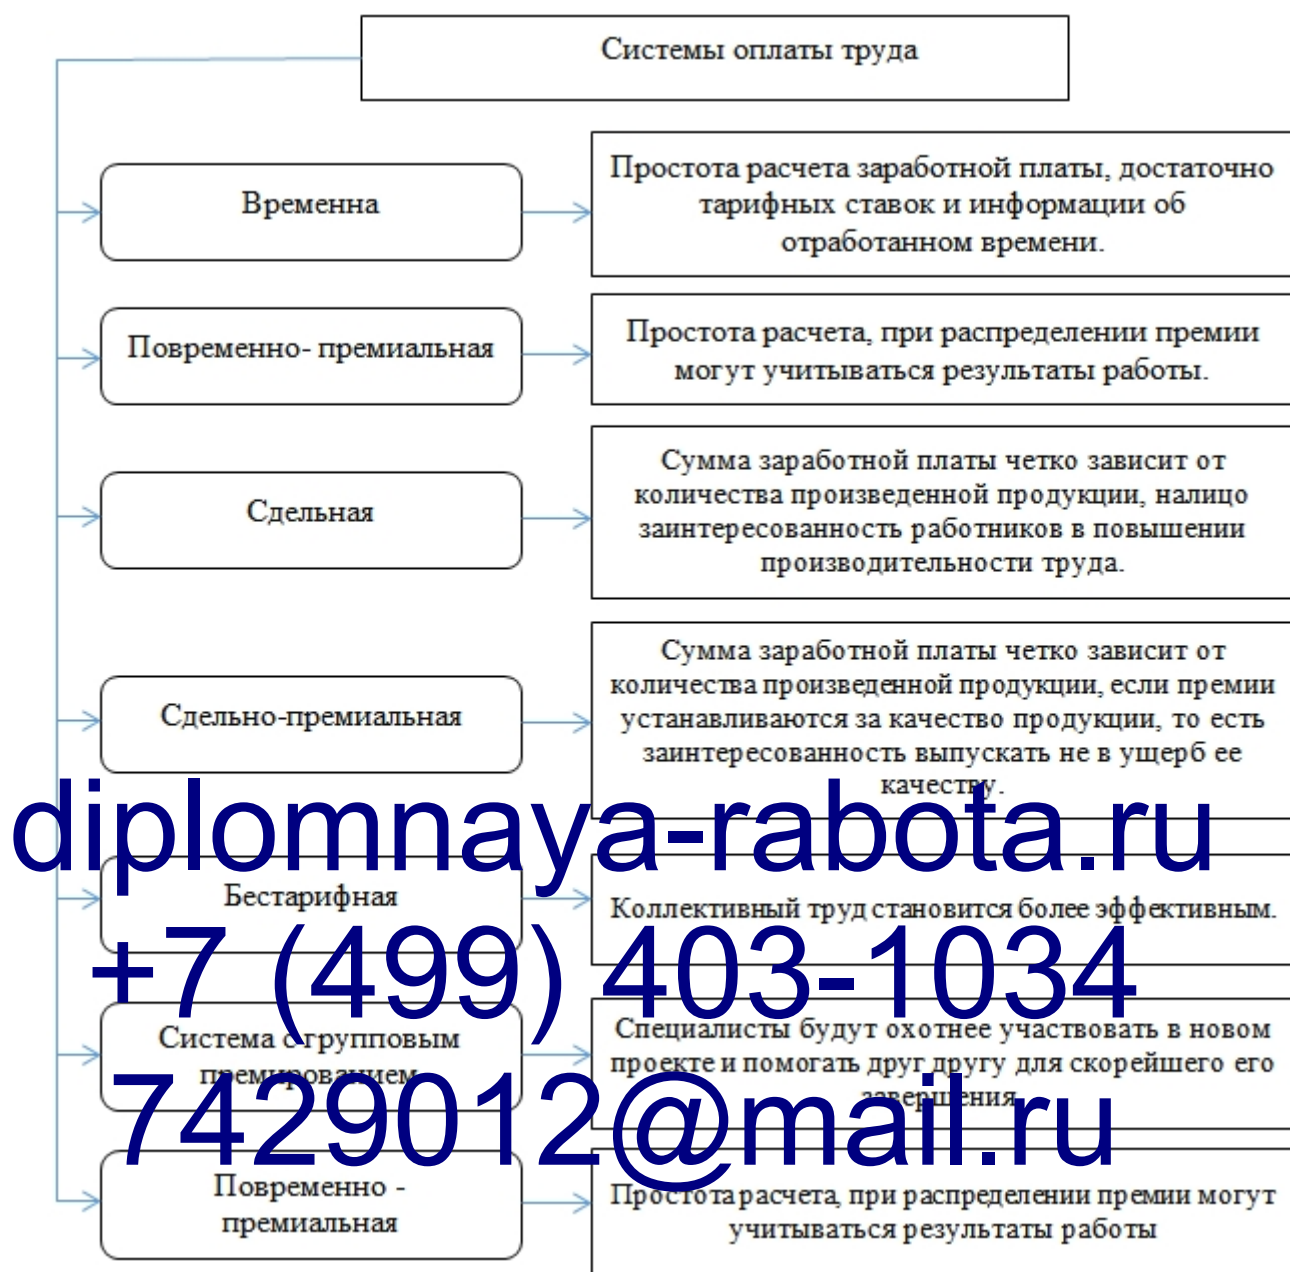 Системы оплаты труда
Временна
Простота расчета заработной платы, достаточно
тарифных ставок и информации об
отработанном времени.
Повременно- премиальная
Простота расчета, при распределении премии
могут учитываться результаты работы.
Сдельная
Сумма заработной платы четко зависит от
количества произведенной продукции, налицо
заинтересованность работников в повышении
производительности труда.
Сдельно-премиальная
Сумма заработной платы четко зависит от
количества произведенной продукции, если премии
устанавливаются за качество продукции, то есть
заинтересованность выпускать не в ущерб ее
качеству.
diplomnaya-rabota.ru
Бестарифная
Коллективный труд становится более эффективным.
+7 (499) 403-1034
Система с групповым
премированием
Специалисты будут охотнее участвовать в новом
проекте и помогать друг другу для скорейшего его
завершения.
7429012@mail.ru
Повременно -
премиальная
Простота расчета, при распределении премии могут
учитываться результаты работы